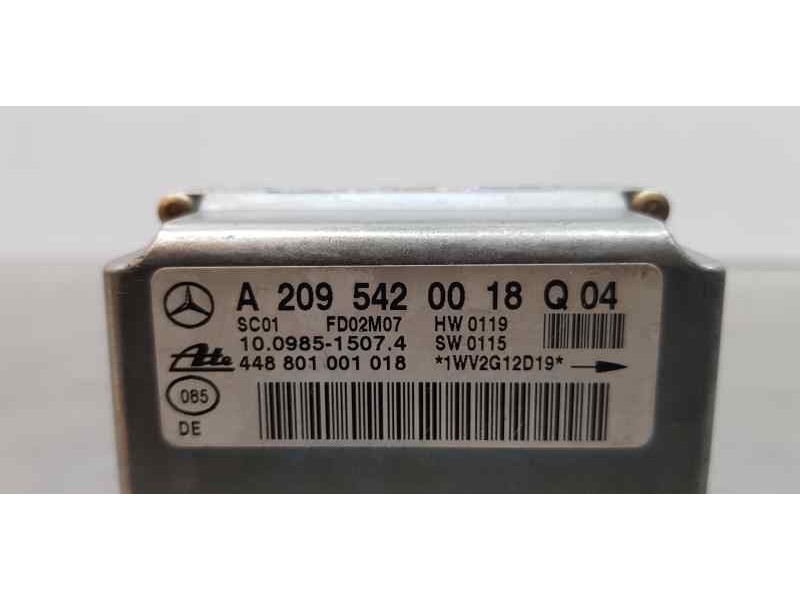 A 209 542 00 18 Q 04
SC01 FD02M07 HW 0119
10.0985-1507.4 SW 0115
Ate 448 801 001 018 *1WV2G12D19*
085
DE